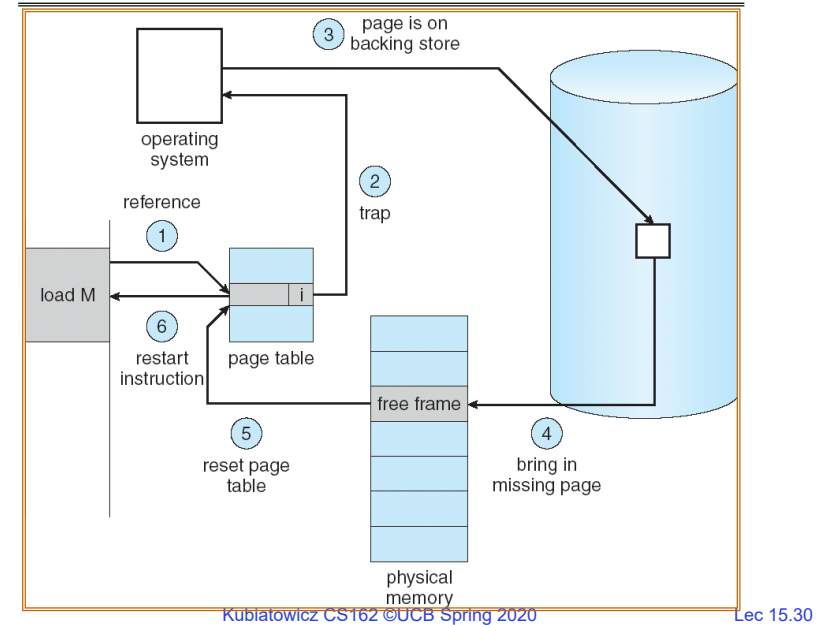 3
page is on
backing store
operating
system
2
trap
reference
1
load M
i
6
restart
instruction
page table
free frame
5
reset page
table
4
bring in
missing page
physical
memory
Kubiatowicz CS162 ©UCB Spring 2020
Lec 15.30